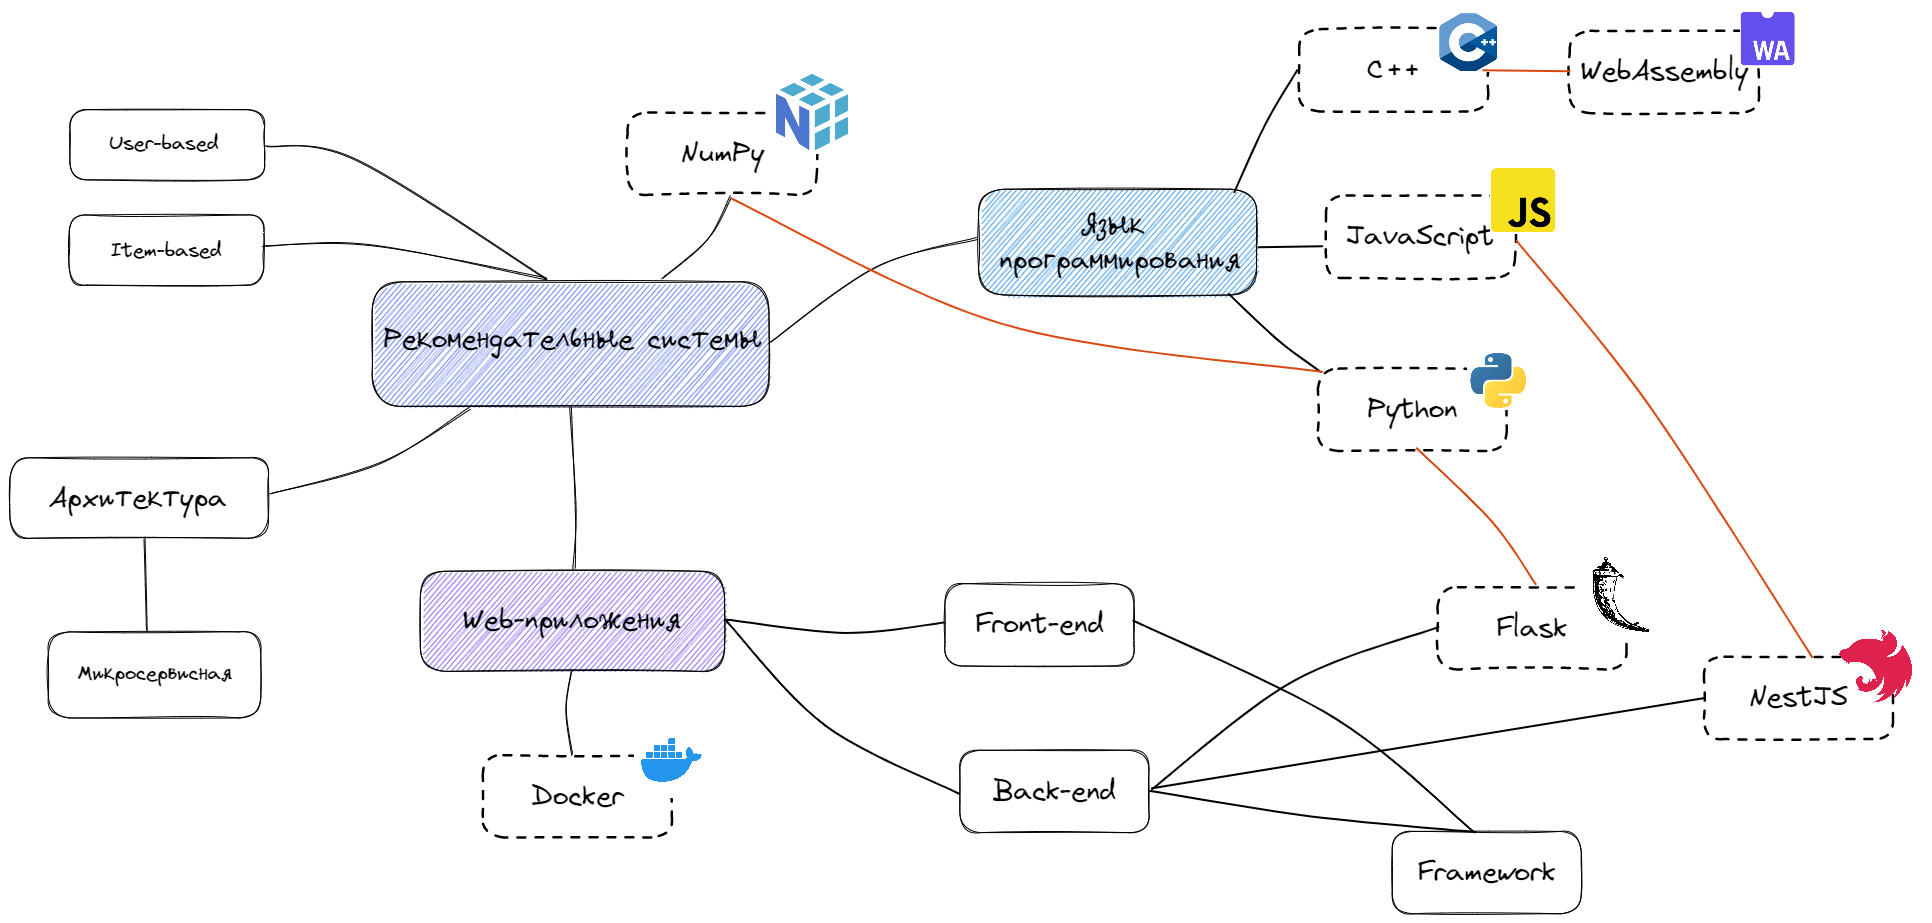 C++
WebAssembly
WA
User-based
NumPy
N
JS
JavaScript
Item-based
Язык
программирования
Рекомендательные системы
Python
Архитектура
Web-приложения
Front-end
Flask
Микросервисная
NestJS
Docker
Back-end
Framework